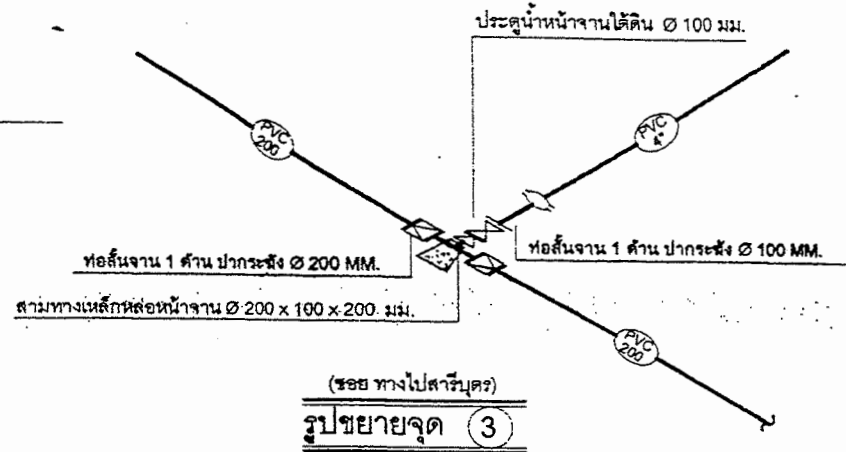 ประตูน้ำหน้าจานใต้ดิน Ø 100 มม.
PVC
200
PVC
4"
ท่อสั้นจาน 1 ด้าน ปากระฆัง Ø 200 MM.
ท่อสั้นจาน 1 ด้าน ปากระฆัง Ø 100 MM.
สามทางเหล็กหล่อหน้าจาน Ø 200 x 100 x 200 มม.
PVC
200
(ซอย ทางไปสารีบุตร)
รูปขยายจุด 3